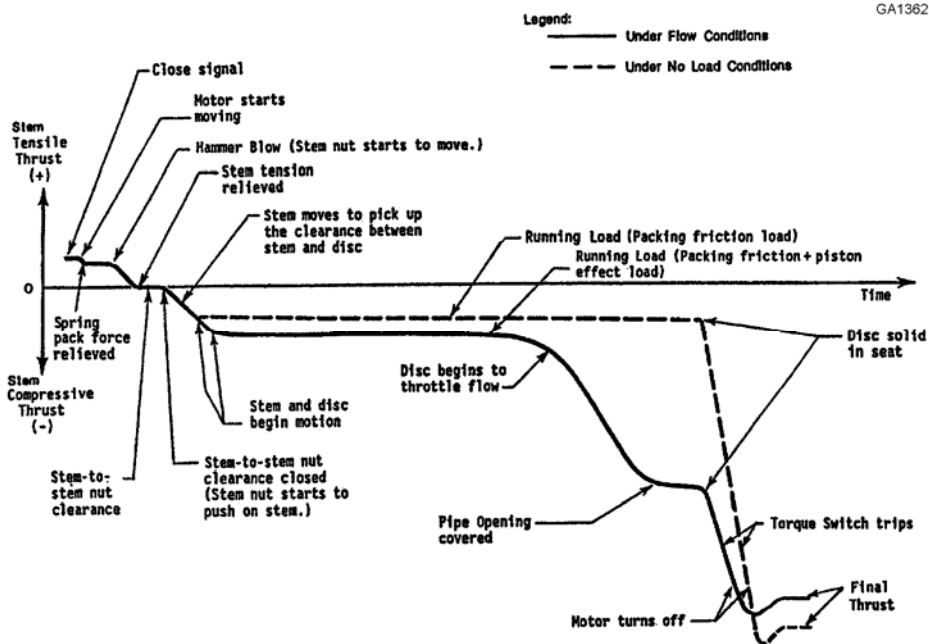 GA1362
Legend:
Under Flow Conditions
Under No Load Conditions
Close signal
Motor starts
moving
Stem
Tensile
Thrust
(+)
Hammer Blow (Stem nut starts to move.)
Stem tension
relieved
Stem moves to pick up
the clearance between
stem and disc
Running Load (Packing friction load)
Running Load (Packing friction + piston
effect load)
0
Time
Spring
pack force
relieved
Disc solid
in seat
Disc begins to
throttle flow
Stem
Compressive
Thrust
(-)
Stem and disc
begin motion
Stem-to-
stem nut
clearance
Stem-to-stem nut
clearance closed
(Stem nut starts to
push on stem.)
Pipe Opening
covered
Torque Switch trips
Final
Thrust
Motor turns off